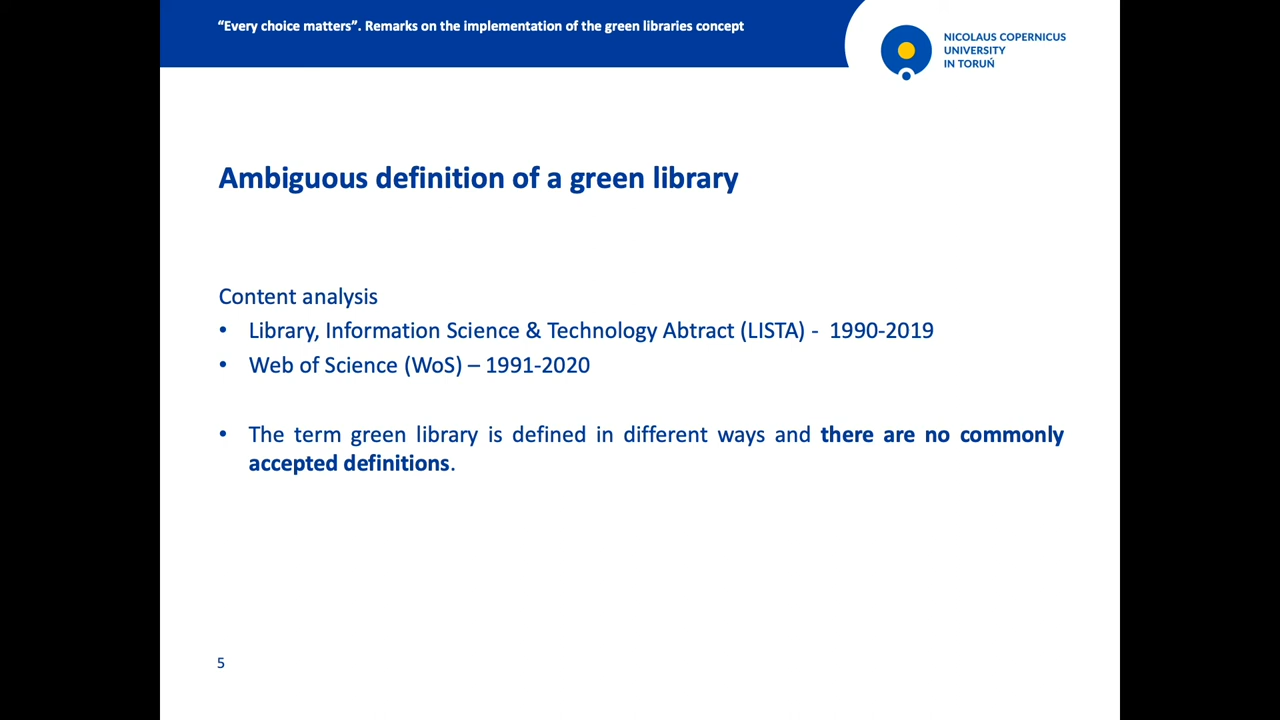 “Every choice matters”. Remarks on the implementation of the green libraries concept
NICOLAUS COPERNICUS
UNIVERSITY
IN TORUŃ
Ambiguous definition of a green library
Content analysis
• Library, Information Science & Technology Abtract (LISTA) - 1990-2019
• Web of Science (WoS) – 1991-2020
• The term green library is defined in different ways and there are no commonly
accepted definitions.
5